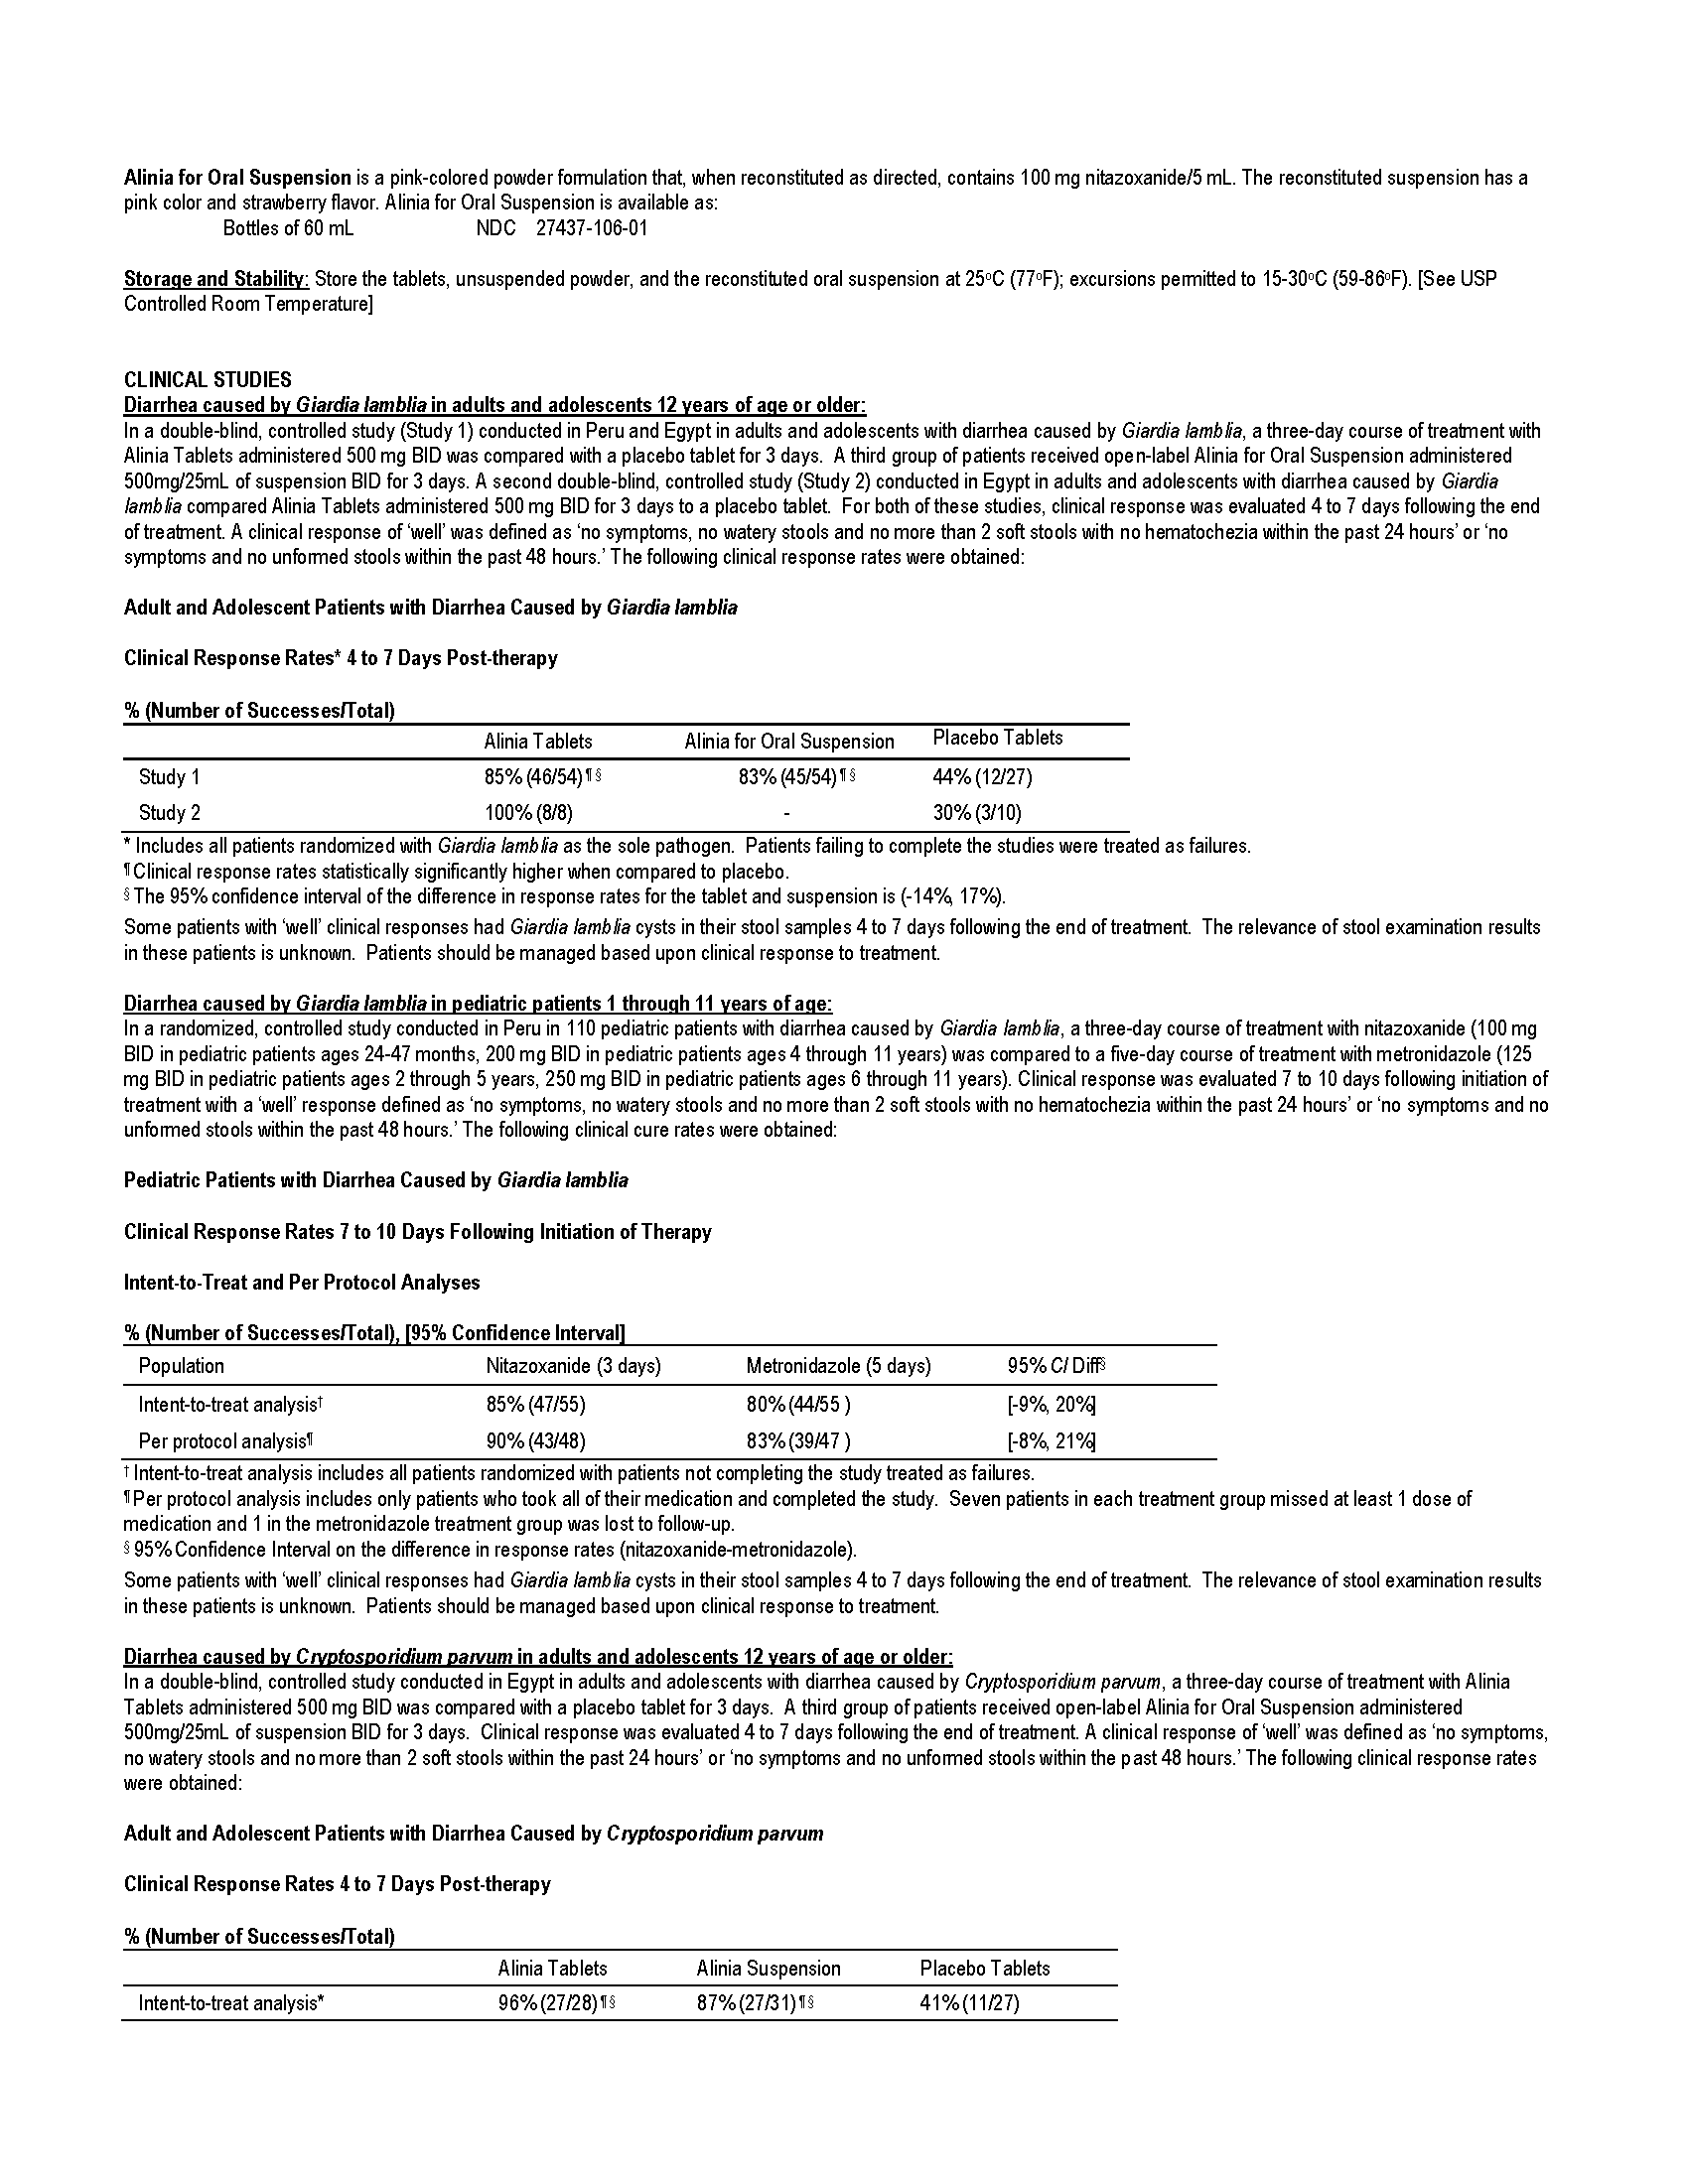 Alinia for Oral Suspension is a pink-colored powder formulation that, when reconstituted as directed, contains 100 mg nitazoxanide/5 mL. The reconstituted suspension has a
pink color and strawberry flavor. Alinia for Oral Suspension is available as:
Bottles of 60 mL NDC 27437-106-01
Storage and Stability: Store the tablets, unsuspended powder, and the reconstituted oral suspension at 25°C (77°F); excursions permitted to 15-30°C (59-86°F). [See USP
Controlled Room Temperature]
CLINICAL STUDIES
Diarrhea caused by Giardia lamblia in adults and adolescents 12 years of age or older:
In a double-blind, controlled study (Study 1) conducted in Peru and Egypt in adults and adolescents with diarrhea caused by Giardia lamblia, a three-day course of treatment with
Alinia Tablets administered 500 mg BID was compared with a placebo tablet for 3 days. A third group of patients received open-label Alinia for Oral Suspension administered
500mg/25mL of suspension BID for 3 days. A second double-blind, controlled study (Study 2) conducted in Egypt in adults and adolescents with diarrhea caused by Giardia
lamblia compared Alinia Tablets administered 500 mg BID for 3 days to a placebo tablet. For both of these studies, clinical response was evaluated 4 to 7 days following the end
of treatment. A clinical response of ‘well’ was defined as ‘no symptoms, no watery stools and no more than 2 soft stools with no hematochezia within the past 24 hours’ or ‘no
symptoms and no unformed stools within the past 48 hours.’ The following clinical response rates were obtained:
Adult and Adolescent Patients with Diarrhea Caused by Giardia lamblia
Clinical Response Rates* 4 to 7 Days Post-therapy
% (Number of Successes/Total)
Alinia Tablets Alinia for Oral Suspension Placebo Tablets
Study 1 85% (46/54) ¶ § 83% (45/54) ¶ § 44% (12/27)
Study 2 100% (8/8) - 30% (3/10)
* Includes all patients randomized with Giardia lamblia as the sole pathogen. Patients failing to complete the studies were treated as failures.
¶ Clinical response rates statistically significantly higher when compared to placebo.
§ The 95% confidence interval of the difference in response rates for the tablet and suspension is (-14%, 17%).
Some patients with ‘well’ clinical responses had Giardia lamblia cysts in their stool samples 4 to 7 days following the end of treatment. The relevance of stool examination results
in these patients is unknown. Patients should be managed based upon clinical response to treatment.
Diarrhea caused by Giardia lamblia in pediatric patients 1 through 11 years of age:
In a randomized, controlled study conducted in Peru in 110 pediatric patients with diarrhea caused by Giardia lamblia, a three-day course of treatment with nitazoxanide (100 mg
BID in pediatric patients ages 24-47 months, 200 mg BID in pediatric patients ages 4 through 11 years) was compared to a five-day course of treatment with metronidazole (125
mg BID in pediatric patients ages 2 through 5 years, 250 mg BID in pediatric patients ages 6 through 11 years). Clinical response was evaluated 7 to 10 days following initiation of
treatment with a ‘well’ response defined as ‘no symptoms, no watery stools and no more than 2 soft stools with no hematochezia within the past 24 hours’ or ‘no symptoms and no
unformed stools within the past 48 hours.’ The following clinical cure rates were obtained:
Pediatric Patients with Diarrhea Caused by Giardia lamblia
Clinical Response Rates 7 to 10 Days Following Initiation of Therapy
Intent-to-Treat and Per Protocol Analyses
% (Number of Successes/Total), [95% Confidence Interval]
Population Nitazoxanide (3 days) Metronidazole (5 days) 95% CI Diff§
Intent-to-treat analysis† 85% (47/55) 80% (44/55 ) [-9%, 20%]
Per protocol analysis¶ 90% (43/48) 83% (39/47 ) [-8%, 21%]
† Intent-to-treat analysis includes all patients randomized with patients not completing the study treated as failures.
¶ Per protocol analysis includes only patients who took all of their medication and completed the study. Seven patients in each treatment group missed at least 1 dose of
medication and 1 in the metronidazole treatment group was lost to follow-up.
§ 95% Confidence Interval on the difference in response rates (nitazoxanide-metronidazole).
Some patients with ‘well’ clinical responses had Giardia lamblia cysts in their stool samples 4 to 7 days following the end of treatment. The relevance of stool examination results
in these patients is unknown. Patients should be managed based upon clinical response to treatment.
Diarrhea caused by Cryptosporidium parvum in adults and adolescents 12 years of age or older:
In a double-blind, controlled study conducted in Egypt in adults and adolescents with diarrhea caused by Cryptosporidium parvum, a three-day course of treatment with Alinia
Tablets administered 500 mg BID was compared with a placebo tablet for 3 days. A third group of patients received open-label Alinia for Oral Suspension administered
500mg/25mL of suspension BID for 3 days. Clinical response was evaluated 4 to 7 days following the end of treatment. A clinical response of ‘well’ was defined as ‘no symptoms,
no watery stools and no more than 2 soft stools within the past 24 hours’ or ‘no symptoms and no unformed stools within the past 48 hours.’ The following clinical response rates
were obtained:
Adult and Adolescent Patients with Diarrhea Caused by Cryptosporidium parvum
Clinical Response Rates 4 to 7 Days Post-therapy
% (Number of Successes/Total)
Alinia Tablets Alinia Suspension Placebo Tablets
Intent-to-treat analysis* 96% (27/28) ¶ § 87% (27/31) ¶ § 41% (11/27)